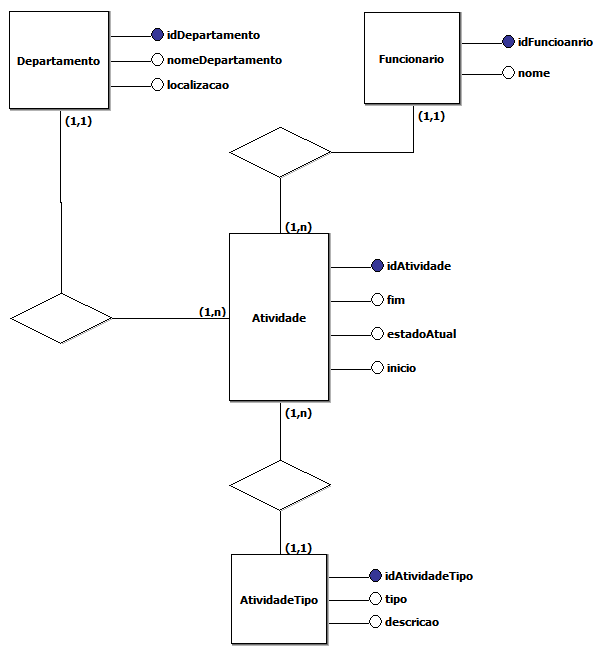 Departamento
idDepartamento
nomeDepartamento
localizacao
(1,1)
Funcionario
idFuncioanrio
nome
(1,1)
(1,n)
(1,n)
Atividade
idAtividade
fim
estadoAtual
inicio
(1,n)
(1,1)
AtividadeTipo
idAtividadeTipo
tipo
descricao